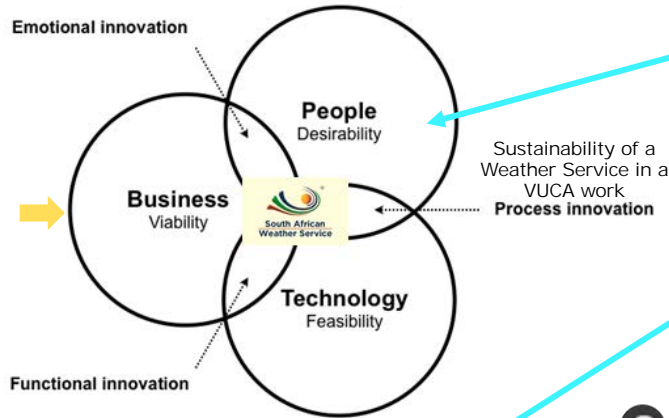 Emotional innovation
People
Desirability
Sustainability of a
Weather Service in a
VUCA work
Process innovation
Business
Viability
South African
Weather Service
Technology
Feasibility
Functional innovation